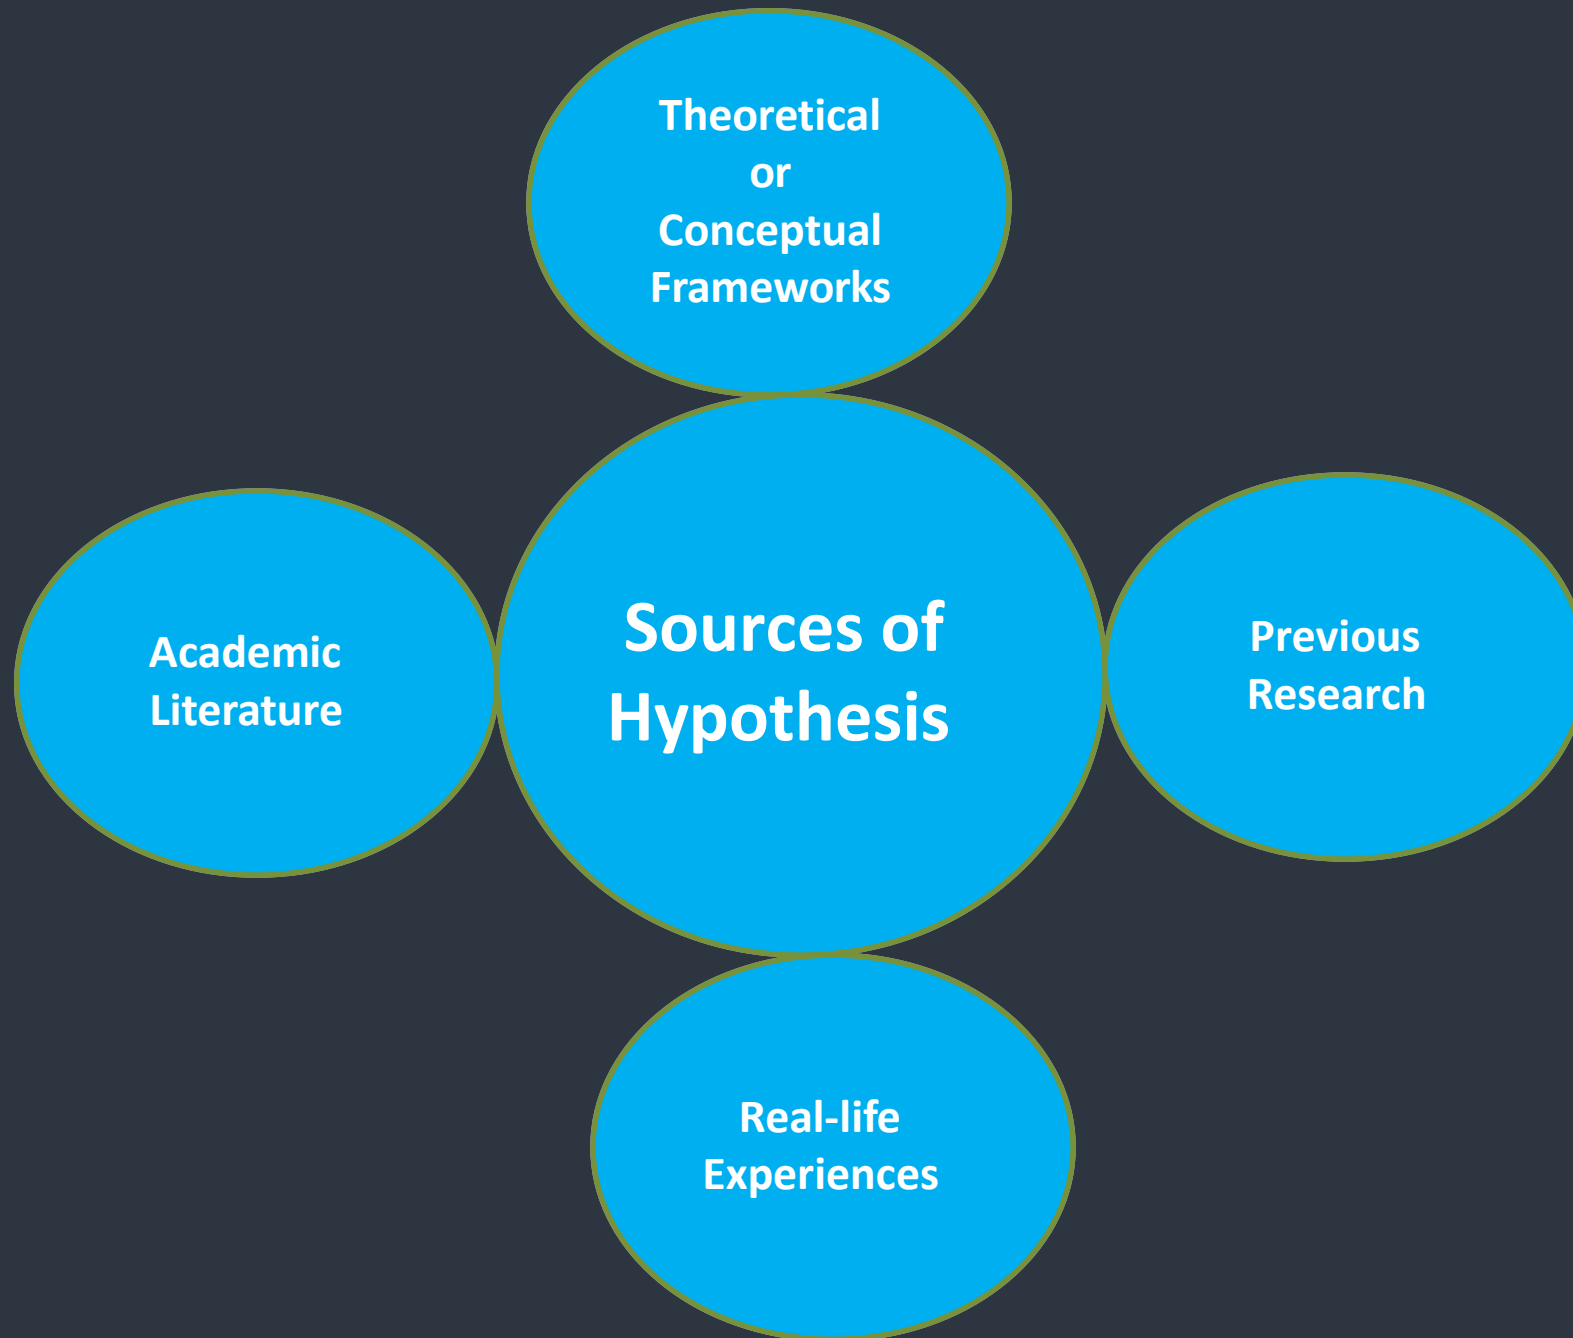 Theoretical
or
Conceptual
Frameworks
Academic
Literature
Sources of
Hypothesis
Previous
Research
Real-life
Experiences